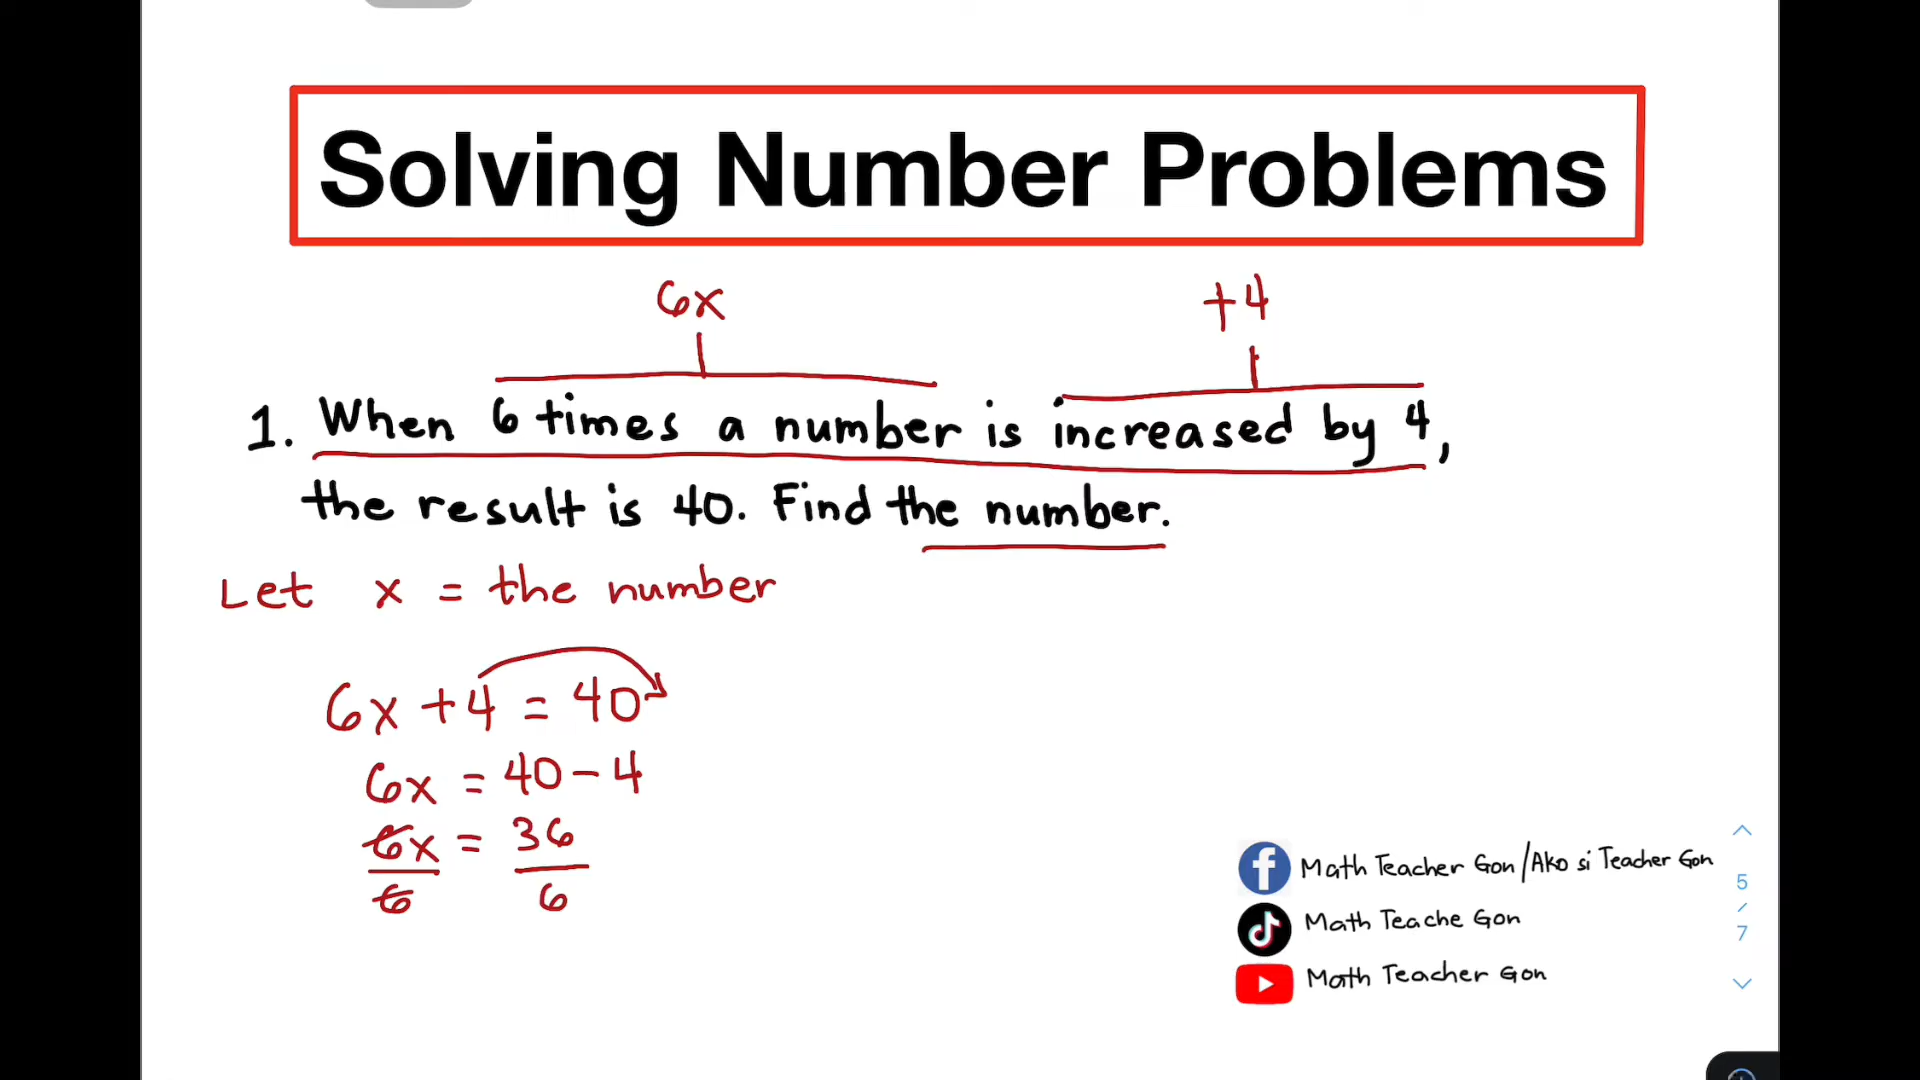 Solving Number Problems
6x +4
1. When 6 times a number is increased by 4,
the result is 40. Find the number.
Let x = the number
6x + 4 = 40
6x = 40 - 4
6x = 36
6 6
Math Teacher Gon/Ako si Teacher Gon
Math Teache Gon
Math Teacher Gon
5
/
7